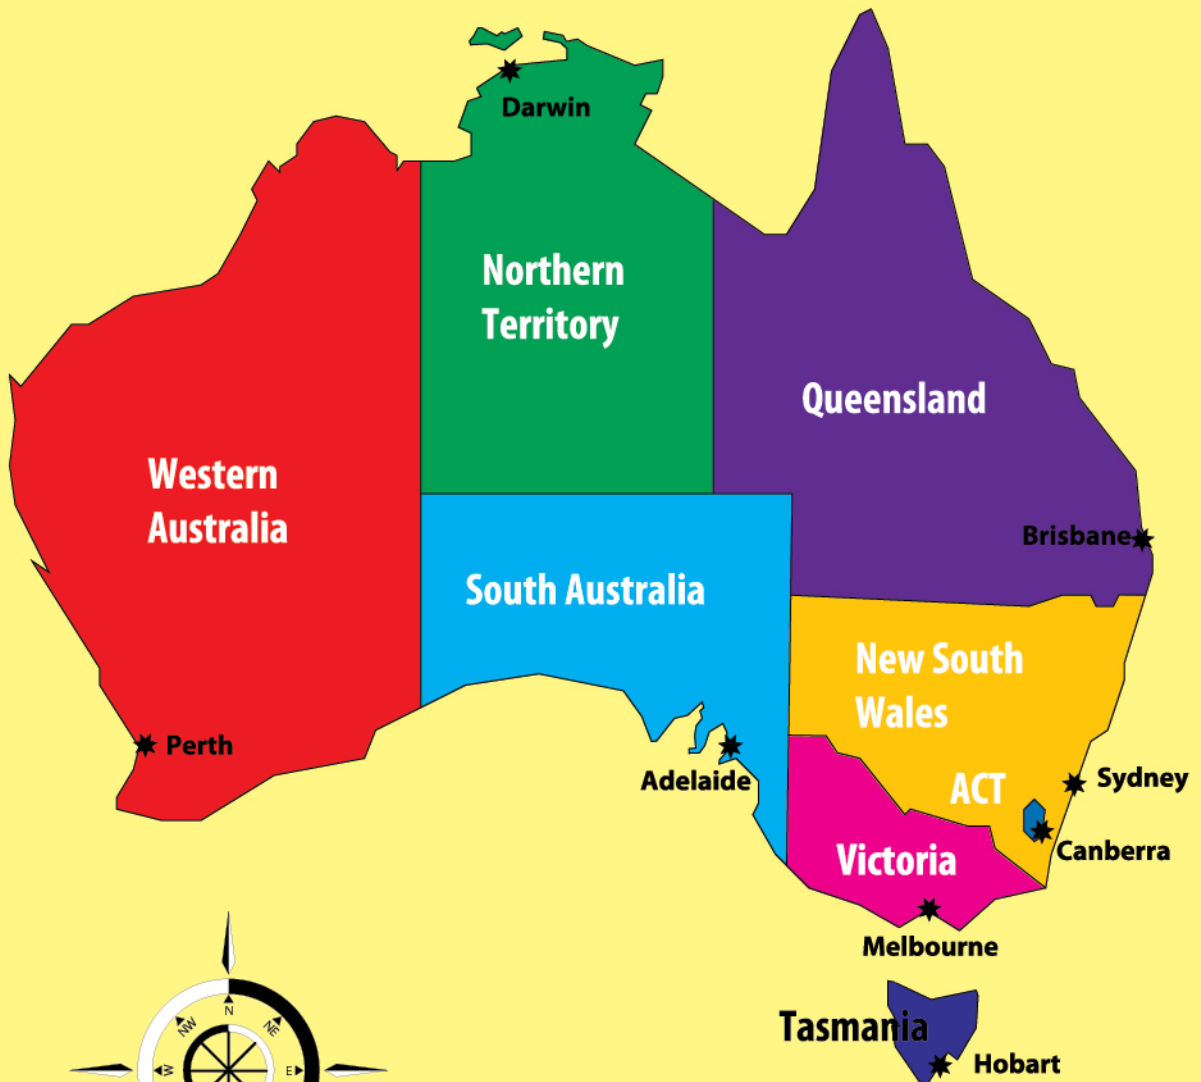 Darwin
Northern
Territory
Queensland
Western
Australia
Brisbane
South Australia
New South
Wales
Perth
Adelaide
ACT
Sydney
Canberra
Victoria
Melbourne
N
NW
NE
W
E
Tasmania
Hobart